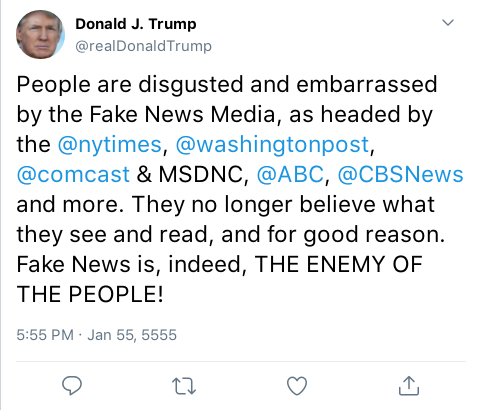 Donald J. Trump
@realDonaldTrump
People are disgusted and embarrassed
by the Fake News Media, as headed by
the @nytimes, @washingtonpost,
@comcast & MSDNC, @ABC, @CBSNews
and more. They no longer believe what
they see and read, and for good reason.
Fake News is, indeed, THE ENEMY OF
THE PEOPLE!
5:55 PM · Jan 55, 5555